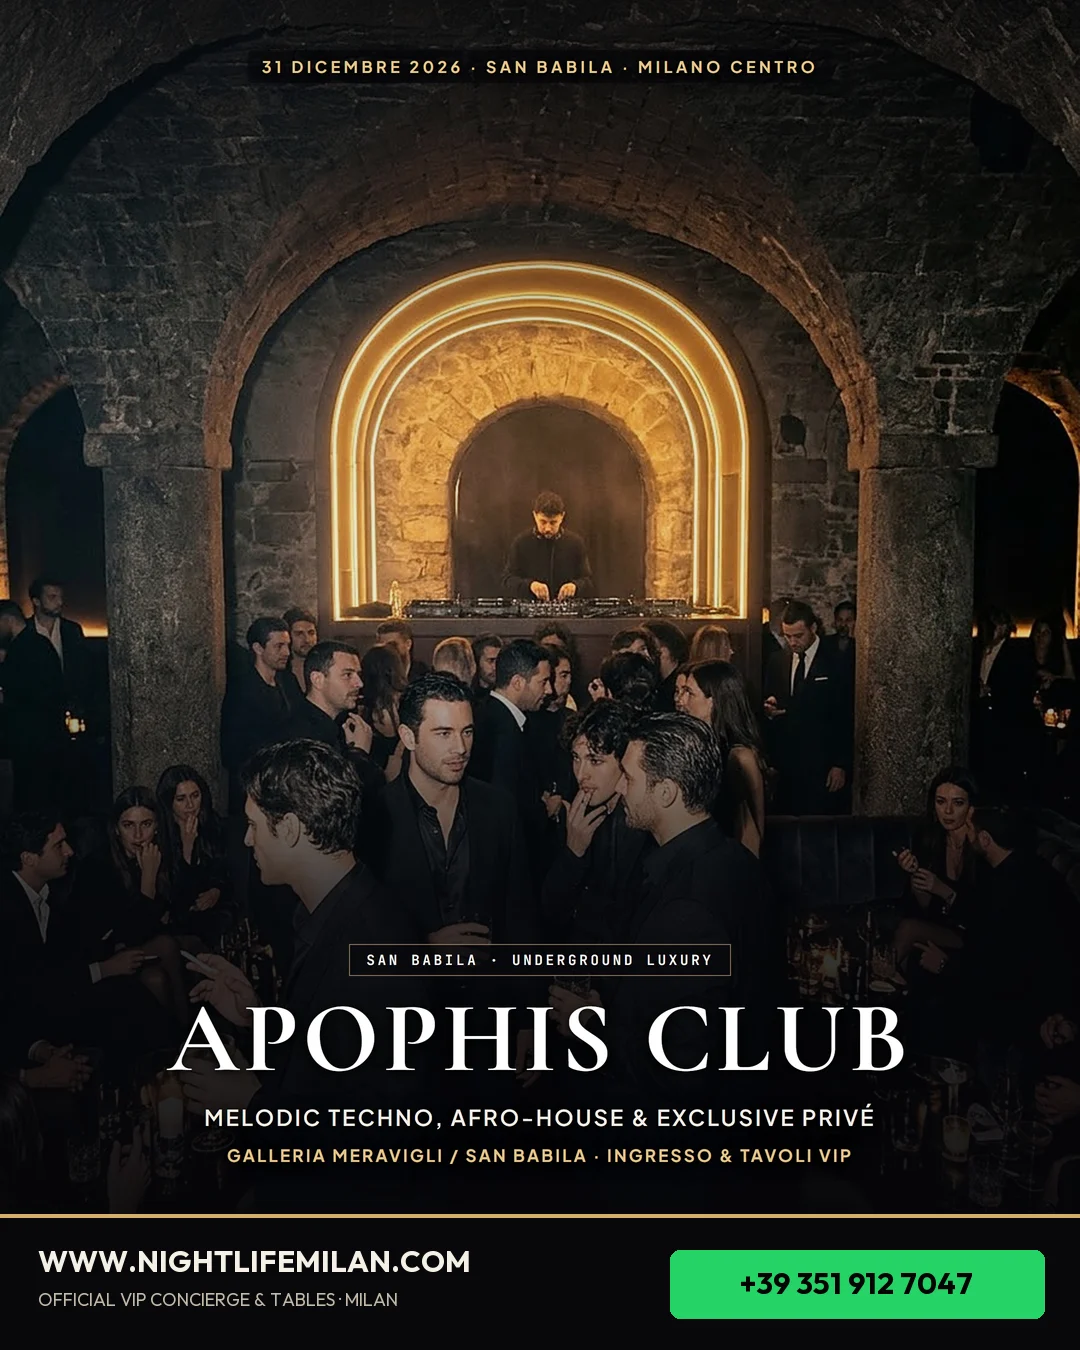 31 DICEMBRE 2026 · SAN BABILA · MILANO CENTRO
SAN BABILA · UNDERGROUND LUXURY
APOPHIS CLUB
MELODIC TECHNO, AFRO-HOUSE & EXCLUSIVE PRIVÉ
GALLERIA MERAVIGLI / SAN BABILA · INGRESSO & TAVOLI VIP
WWW.NIGHTLIFEMILAN.COM
OFFICIAL VIP CONCIERGE & TABLES · MILAN
+39 351 912 7047